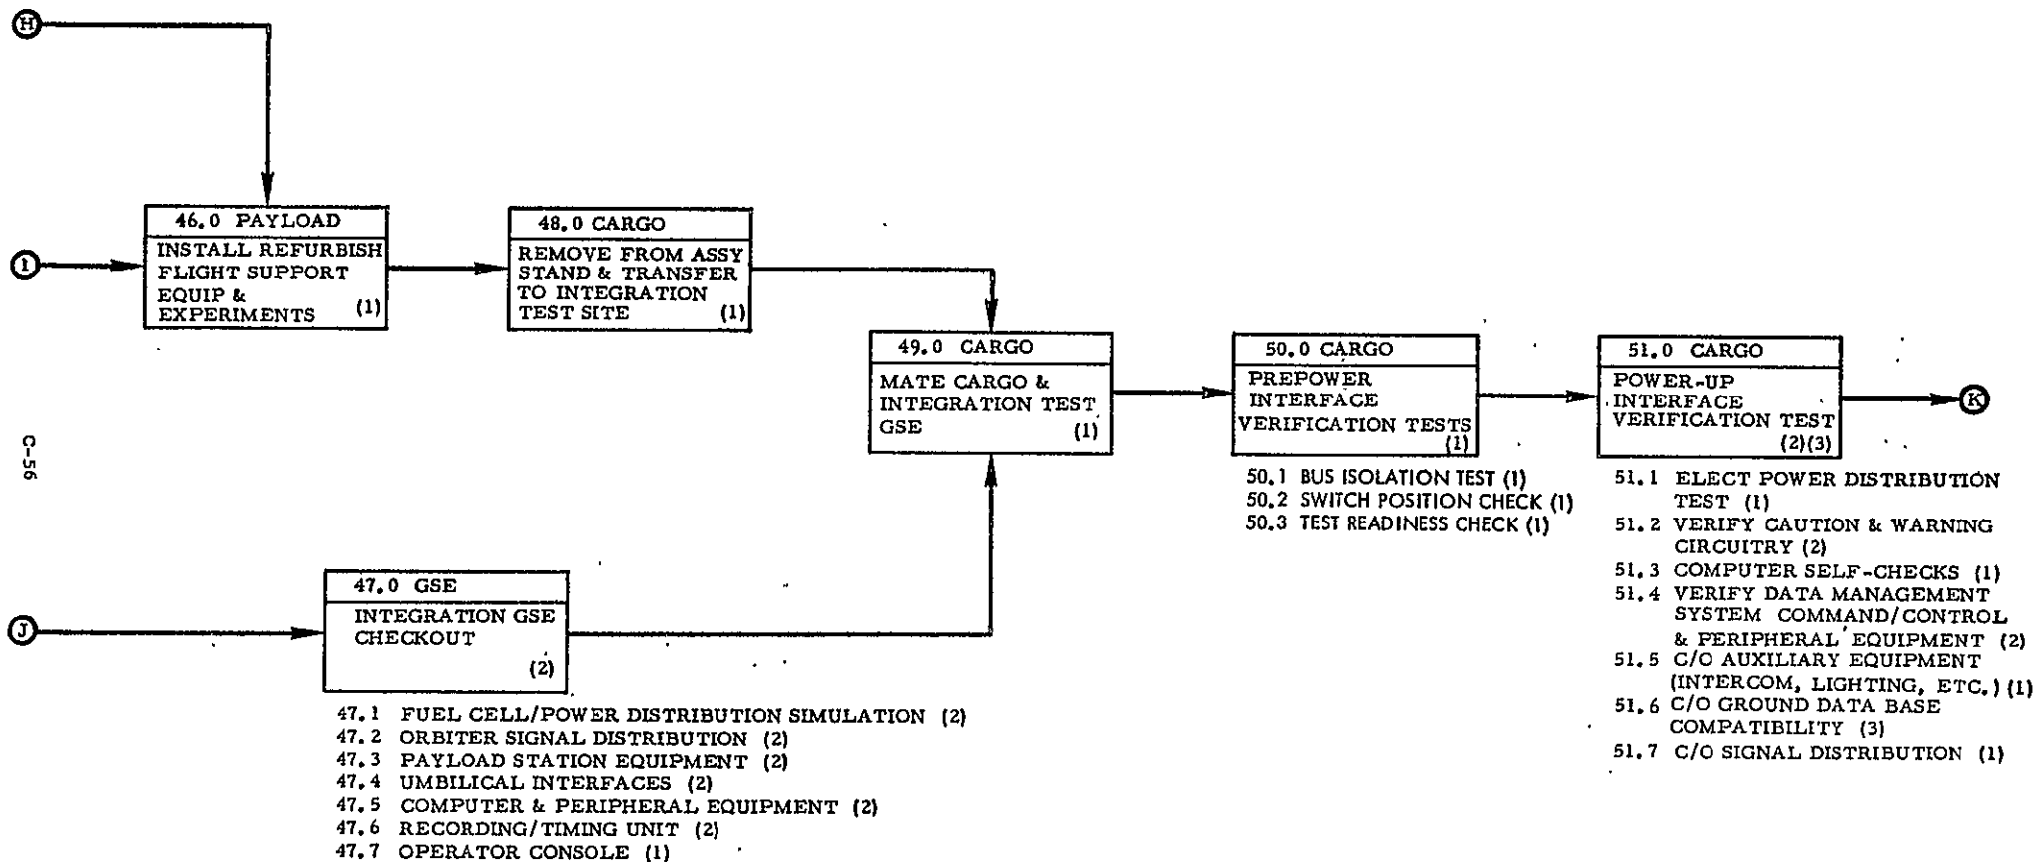 H
46.0 PAYLOAD
INSTALL REFURBISH
FLIGHT SUPPORT
EQUIP &
EXPERIMENTS (1)
I
48.0 CARGO
REMOVE FROM ASSY
STAND & TRANSFER
TO INTEGRATION
TEST SITE (1)
49.0 CARGO
MATE CARGO &
INTEGRATION TEST
GSE (1)
50.0 CARGO
PREPOWER
INTERFACE
VERIFICATION TESTS
(1)
50.1 BUS ISOLATION TEST (1)
50.2 SWITCH POSITION CHECK (1)
50.3 TEST READINESS CHECK (1)
51.0 CARGO
POWER-UP
INTERFACE
VERIFICATION TEST
(2)(3)
K
51.1 ELECT POWER DISTRIBUTION
TEST (1)
51.2 VERIFY CAUTION & WARNING
CIRCUITRY (2)
51.3 COMPUTER SELF-CHECKS (1)
51.4 VERIFY DATA MANAGEMENT
SYSTEM COMMAND/CONTROL
& PERIPHERAL EQUIPMENT (2)
51.5 C/O AUXILIARY EQUIPMENT
(INTERCOM, LIGHTING, ETC.) (1)
51.6 C/O GROUND DATA BASE
COMPATIBILITY (3)
51.7 C/O SIGNAL DISTRIBUTION (1)
C-56
J
47.0 GSE
INTEGRATION GSE
CHECKOUT
(2)
47.1 FUEL CELL/POWER DISTRIBUTION SIMULATION (2)
47.2 ORBITER SIGNAL DISTRIBUTION (2)
47.3 PAYLOAD STATION EQUIPMENT (2)
47.4 UMBILICAL INTERFACES (2)
47.5 COMPUTER & PERIPHERAL EQUIPMENT (2)
47.6 RECORDING/TIMING UNIT (2)
47.7 OPERATOR CONSOLE (1)